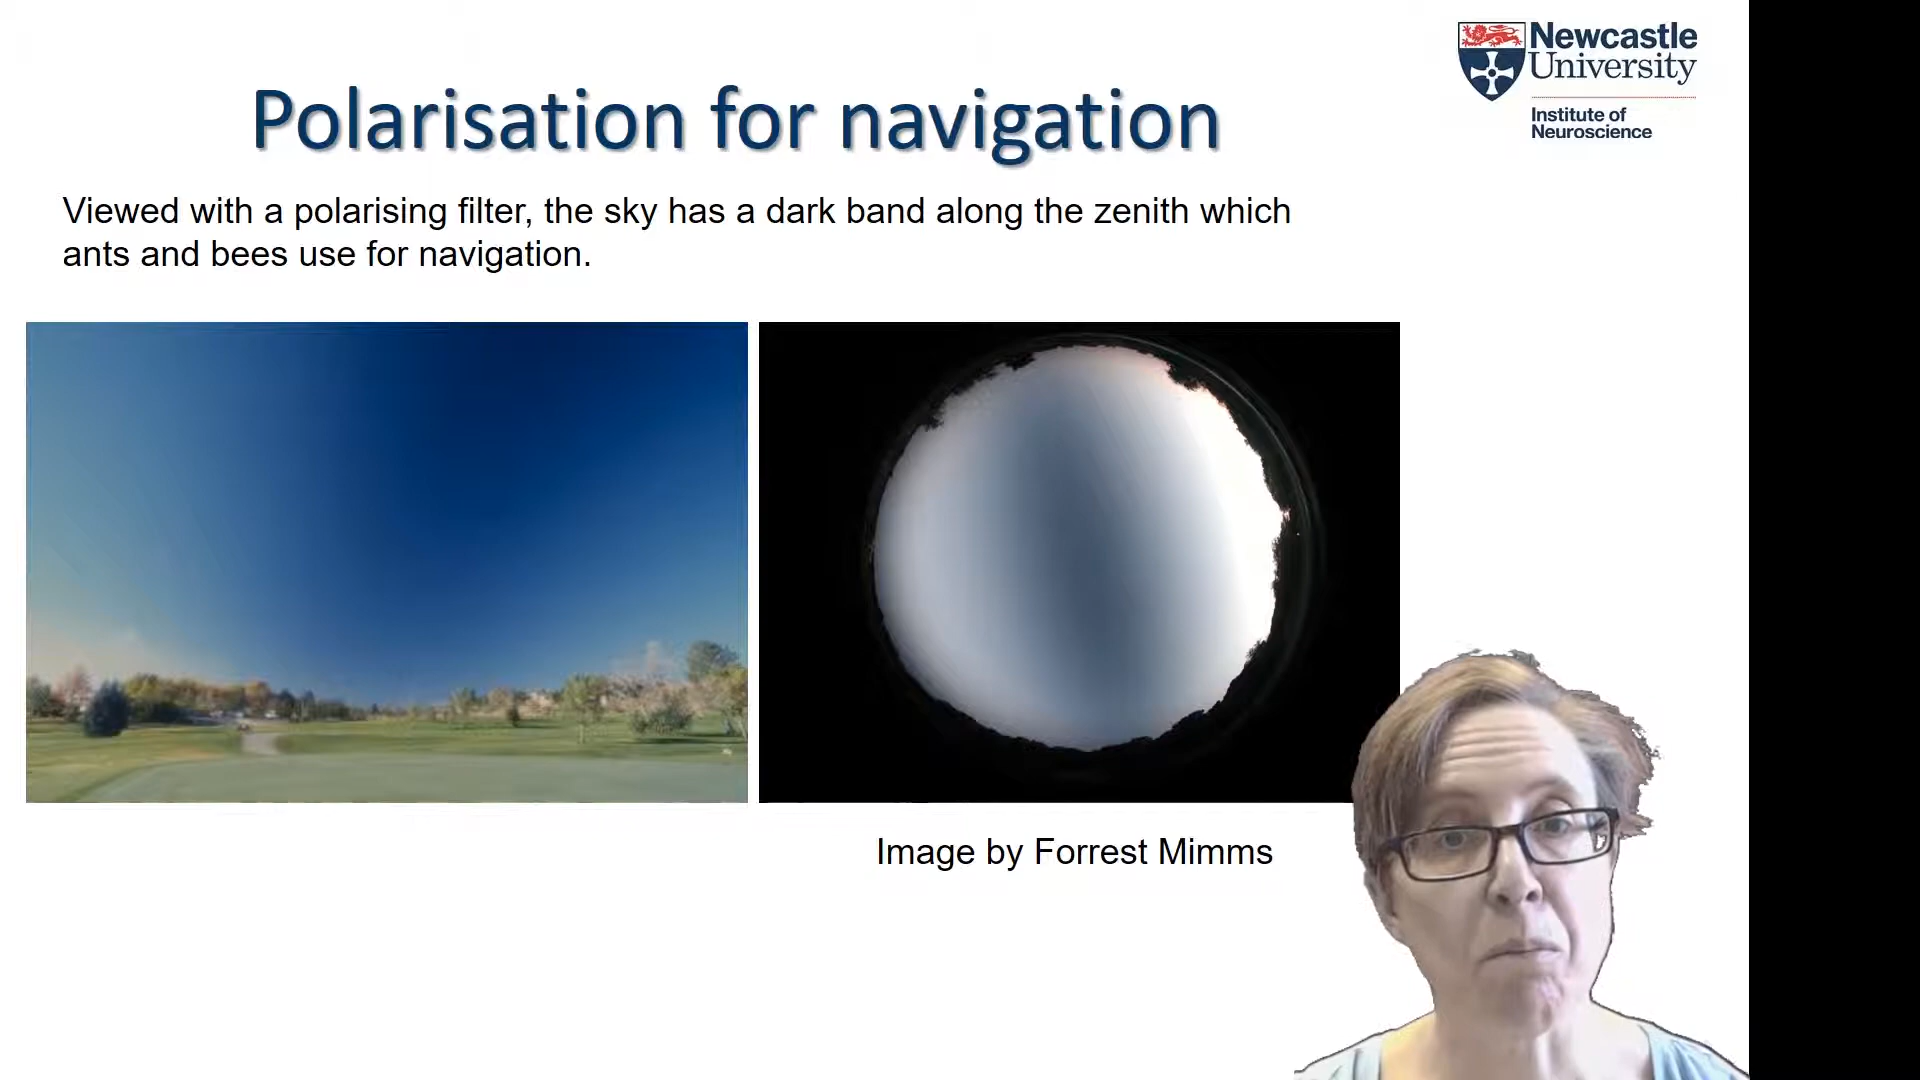 Newcastle
University
Institute of
Neuroscience
Polarisation for navigation
Viewed with a polarising filter, the sky has a dark band along the zenith which
ants and bees use for navigation.
Image by Forrest Mimms